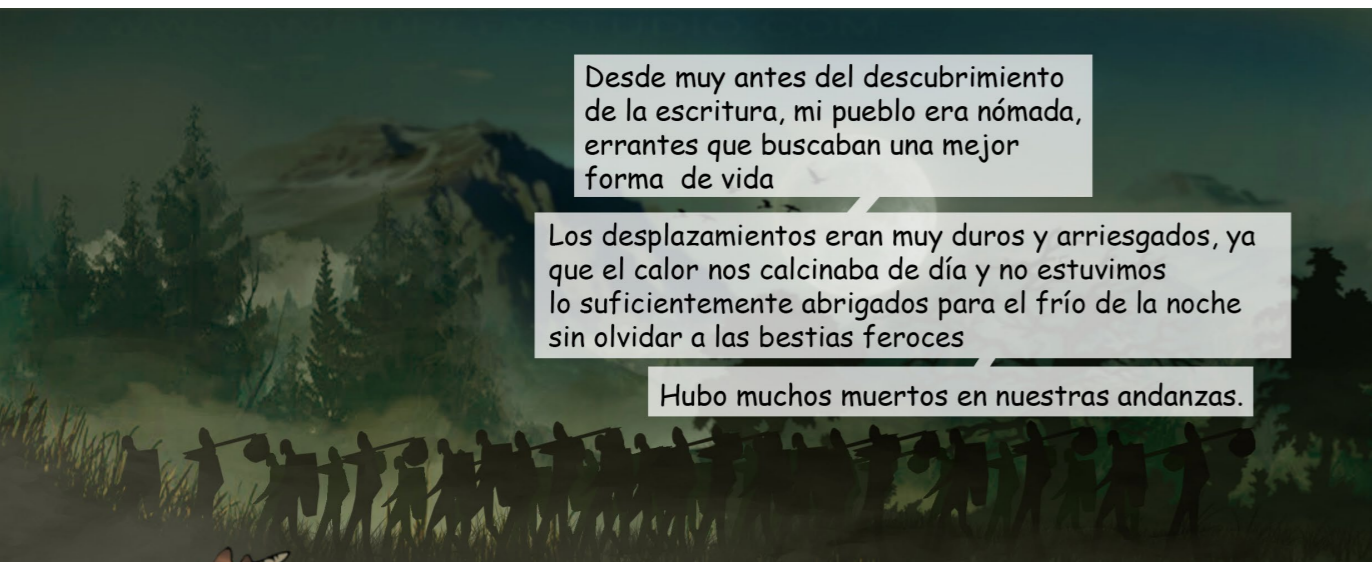 Desde muy antes del descubrimiento
de la escritura, mi pueblo era nómada,
errantes que buscaban una mejor
forma  de vida
Los desplazamientos eran muy duros y arriesgados, ya
que el calor nos calcinaba de día y no estuvimos
lo suficientemente abrigados para el frío de la noche
sin olvidar a las bestias feroces
Hubo muchos muertos en nuestras andanzas.